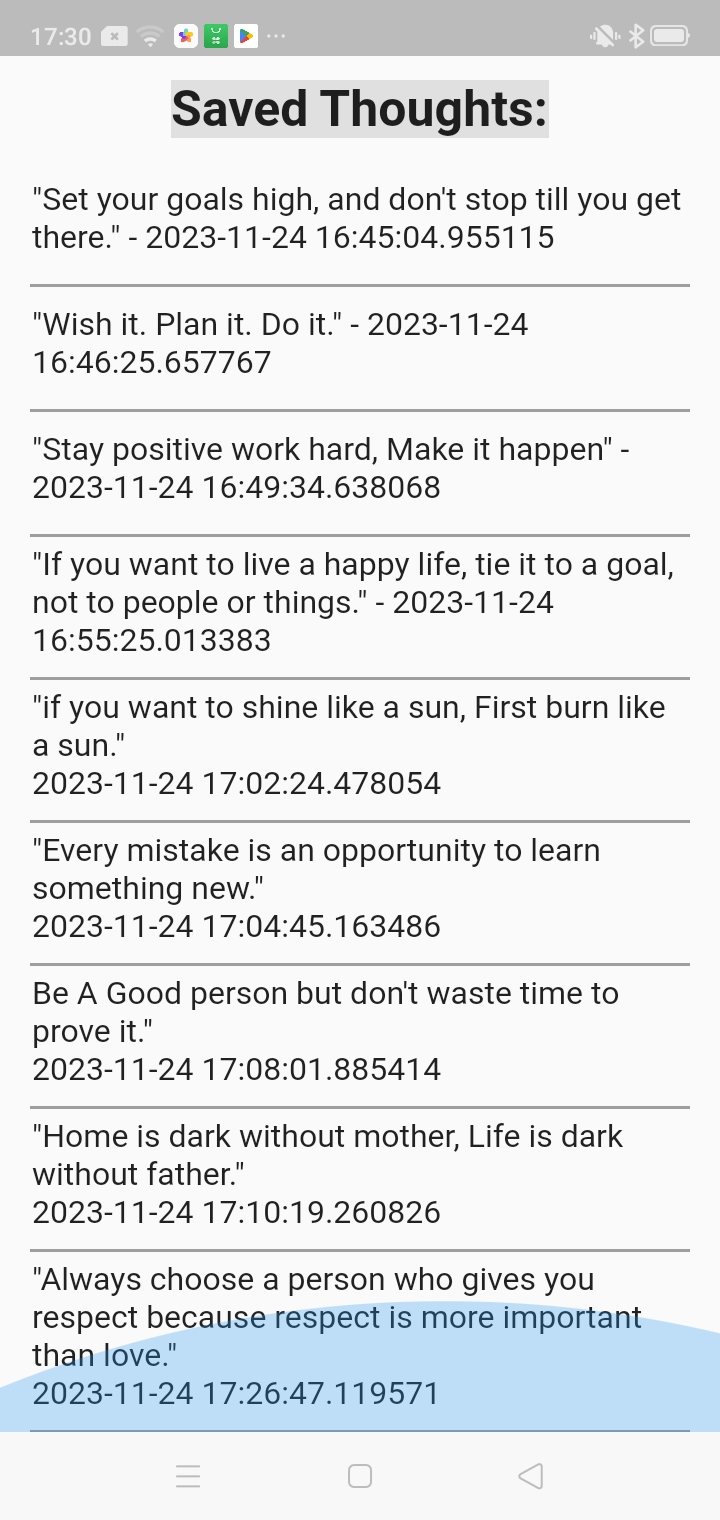 17:30
Saved Thoughts:
"Set your goals high, and don't stop till you get
there." - 2023-11-24 16:45:04.955115
"Wish it. Plan it. Do it." - 2023-11-24
16:46:25.657767
"Stay positive work hard, Make it happen" -
2023-11-24 16:49:34.638068
"If you want to live a happy life, tie it to a goal,
not to people or things." - 2023-11-24
16:55:25.013383
"if you want to shine like a sun, First burn like
a sun."
2023-11-24 17:02:24.478054
"Every mistake is an opportunity to learn
something new."
2023-11-24 17:04:45.163486
Be A Good person but don't waste time to
prove it."
2023-11-24 17:08:01.885414
"Home is dark without mother, Life is dark
without father."
2023-11-24 17:10:19.260826
"Always choose a person who gives you
respect because respect is more important
than love."
2023-11-24 17:26:47.119571